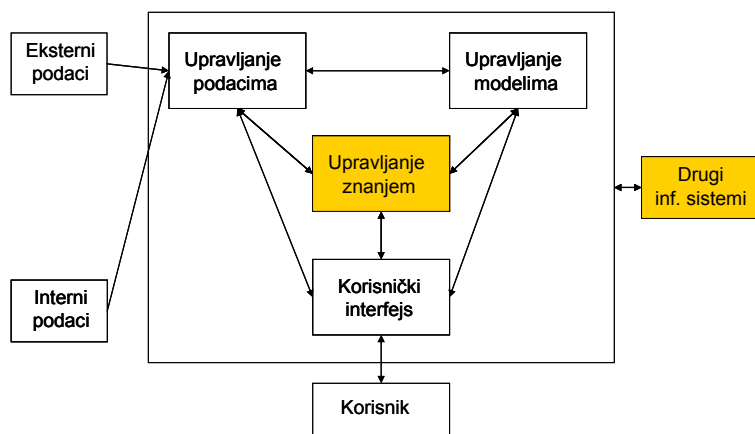 Eksterni
podaci
Upravljanje
podacima
Upravljanje
modelima
Upravljanje
znanjem
Drugi
inf. sistemi
Interni
podaci
Korisnički
interfejs
Korisnik